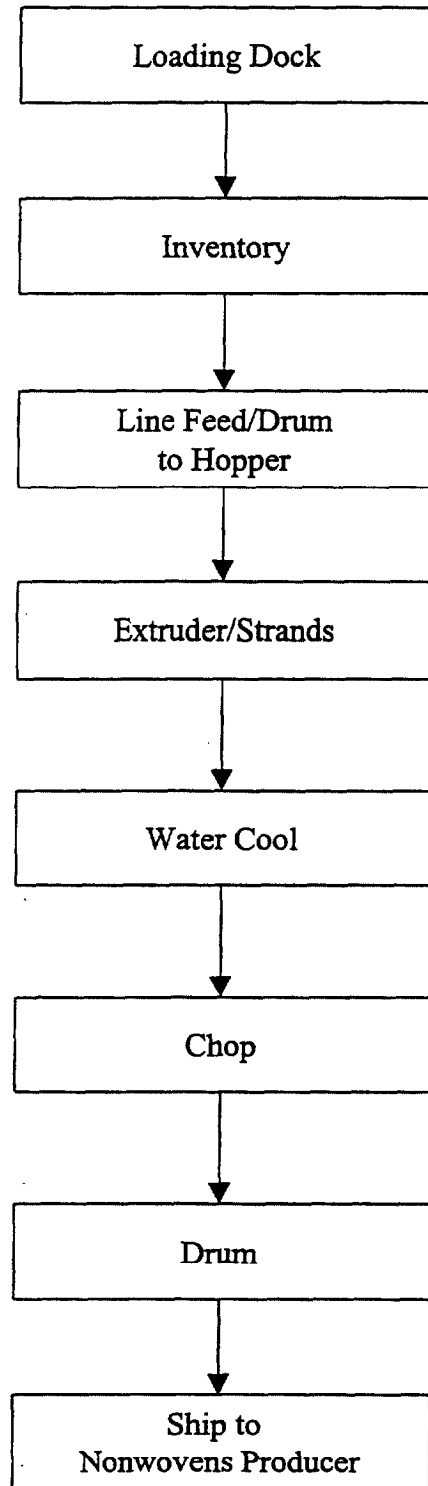 Loading Dock
Inventory
Line Feed/Drum
to Hopper
Extruder/Strands
Water Cool
Chop
Drum
Ship to
Nonwovens Producer